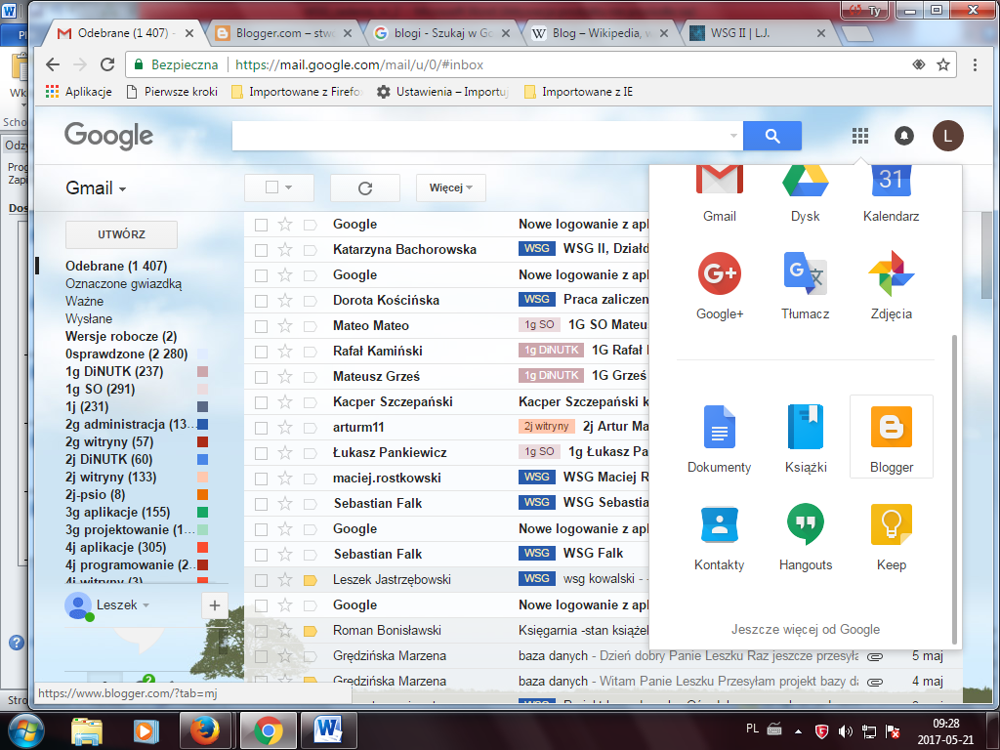 Ty
Odebrane (1 407) -
Blogger.com – stwo
blogi - Szukaj w Go
Blog – Wikipedia, w
WSG II | L.J.
Bezpieczna
https://mail.google.com/mail/u/0/#inbox
Aplikacje
Pierwsze kroki
Importowane z Firefo
Ustawienia – Importuj
Importowane z IE
Google
L
Gmail
Więcej
UTWÓRZ
Odebrane (1 407)
Oznaczone gwiazdką
Ważne
Wysłane
Wersje robocze (2)
0sprawdzone (2 280)
1g DiNUTK (237)
1g SO (291)
1j (231)
2g administracja (13...
2g witryny (57)
2j DiNUTK (60)
2j witryny (133)
2j-psio (8)
3g aplikacje (155)
3g projektowanie (1...
4j aplikacje (305)
4j programowanie (2...
4j witryny (3)
Leszek
Google Nowe logowanie z apl
Katarzyna Bachorowska WSG WSG II, Działd
Google Nowe logowanie z apl
Dorota Kościńska WSG Praca zaliczen
Mateo Mateo 1g SO 1G SO Mateu
Rafał Kamiński 1g DiNUTK 1G Rafał
Mateusz Grześ 1g DiNUTK 1G Grześ
Kacper Szczepański Kacper Szczepański k
arturm11 2j witryny 2j Artur Ma
Łukasz Pankiewicz 1g SO 1g Łukasz Pa
maciej.rostkowski WSG WSG Maciej R
Sebastian Falk WSG WSG Sebastia
Google Nowe logowanie z apl
Sebastian Falk WSG WSG Falk
Leszek Jastrzębowski WSG wsg kowalski - -
Google Nowe logowanie z apl
Roman Bonisławski Księgarnia -stan książek
Grędzińska Marzena baza danych - Dzień dobry Panie Leszku Raz jeszcze przesyła 5 maj
Grędzińska Marzena baza danych - Witam Panie Leszku Przesyłam projekt bazy da 4 maj
Gmail
Dysk
31
Kalendarz
G+
Google+
Tłumacz
Zdjęcia
Dokumenty
Książki
Blogger
Kontakty
Hangouts
Keep
Jeszcze więcej od Google
https://www.blogger.com/?tab=mj
Scho
Odzy
Prog
Zapi
Dos
Stro
PL
09:28
2017-05-21